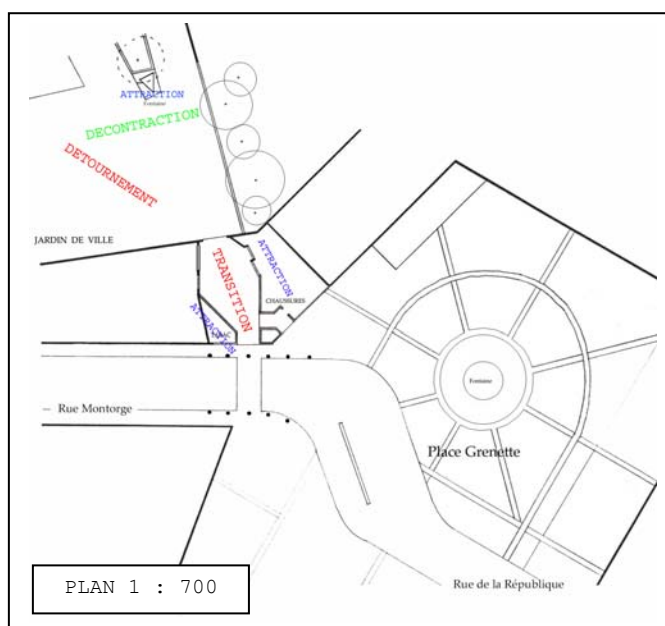 ATTRACTION
Fontaine
DECONTRACTION
DETOURNEMENT
JARDIN DE VILLE
ATTRACTION
TRANSITION
CHAUSSURES
ATTRACTION
Fontaine
Rue Montorge
Place Grenette
Rue de la République
PLAN 1 : 700